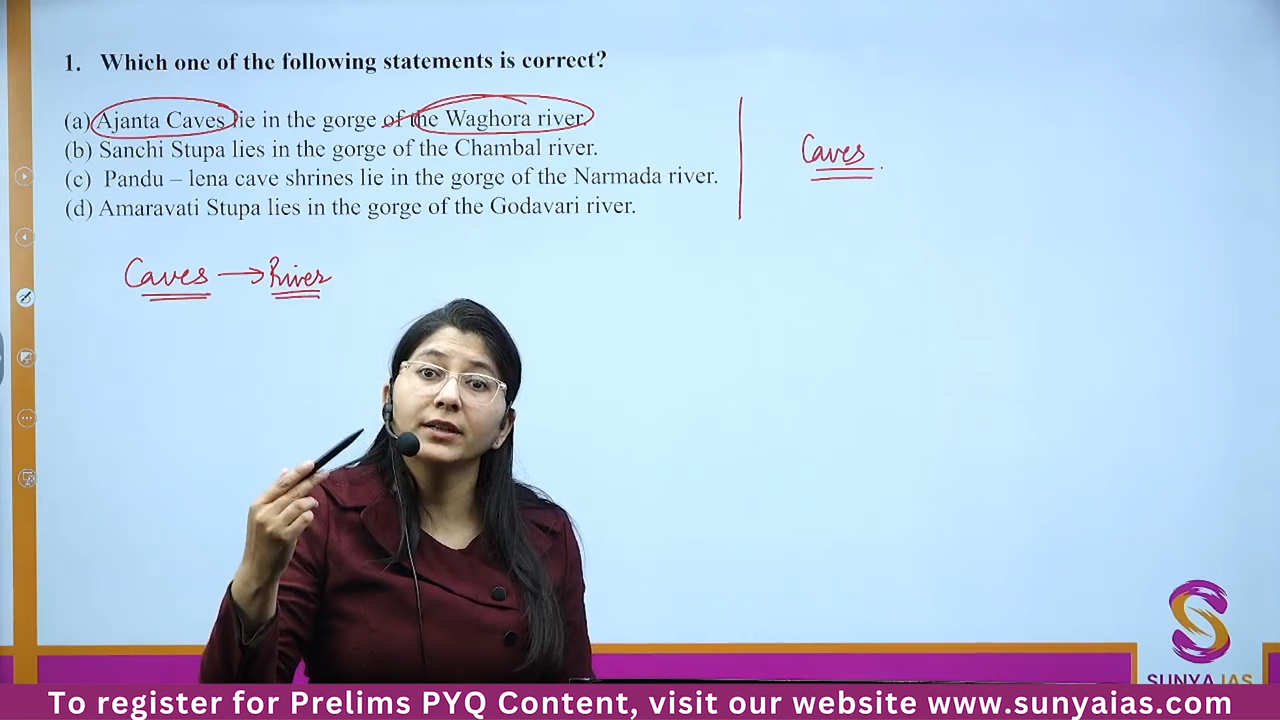 1. Which one of the following statements is correct?
(a) Ajanta Caves lie in the gorge of the Waghora river.
(b) Sanchi Stupa lies in the gorge of the Chambal river.
(c) Pandu – lena cave shrines lie in the gorge of the Narmada river.
(d) Amaravati Stupa lies in the gorge of the Godavari river.
Caves
Caves → River
SUNYA IAS
To register for Prelims PYQ Content, visit our website www.sunyaias.com